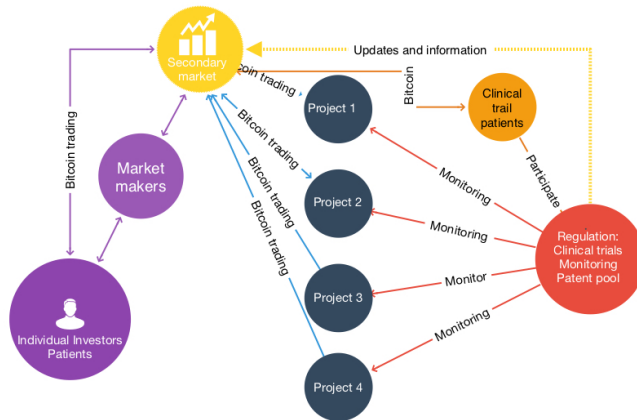 Updates and information
Secondary
market
coin trading
Bitcoin
Project 1
Clinical
trail
patients
Bitcoin trading
Bitcoin trading
Market
makers
Bitcoin trading
Bitcoin trading
Monitoring
Participate
Project 2
Monitoring
Regulation:
Clinical trials
Monitoring
Patent pool
Monitor
Project 3
Monitoring
Individual Investors
Patients
Project 4